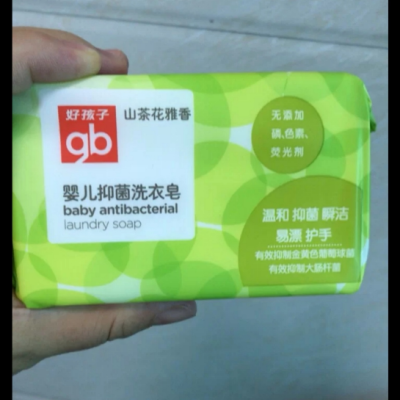 好孩子
gb
山茶花雅香
婴儿抑菌洗衣皂
baby antibacterial
laundry soap
无添加
磷、色素、
荧光剂
温和 抑菌 瞬洁
易漂 护手
有效抑制金黄色葡萄球菌
有效抑制大肠杆菌